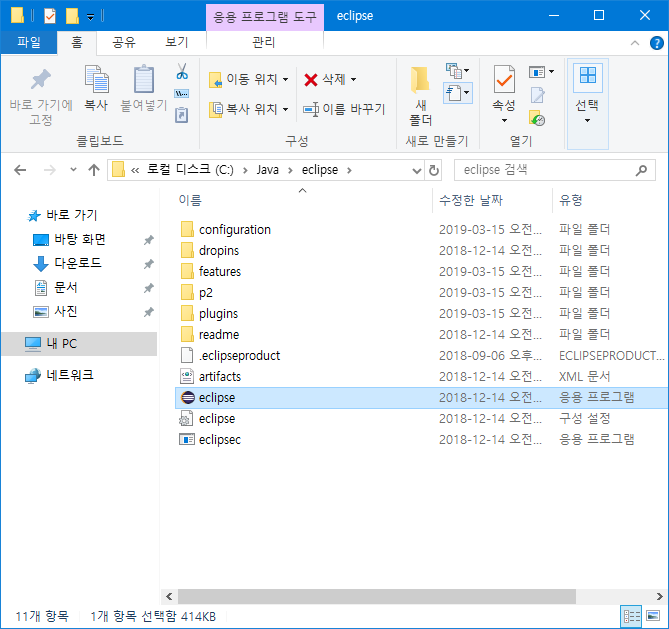 응용 프로그램 도구 eclipse
파일 홈 공유 보기 관리
바로 가기에 고정
복사
붙여넣기
클립보드
이동 위치
복사 위치
삭제
이름 바꾸기
구성
새 폴더
새로 만들기
속성
열기
선택
« 로컬 디스크 (C:) > Java > eclipse >
eclipse 검색
바로 가기
바탕 화면
다운로드
문서
사진
내 PC
네트워크
이름 수정한 날짜 유형
configuration 2019-03-15 오전... 파일 폴더
dropins 2018-12-14 오전... 파일 폴더
features 2019-03-15 오전... 파일 폴더
p2 2019-03-15 오전... 파일 폴더
plugins 2019-03-15 오전... 파일 폴더
readme 2018-12-14 오전... 파일 폴더
.eclipseproduct 2018-09-06 오후... ECLIPSEPRODUCT...
artifacts 2018-12-14 오전... XML 문서
eclipse 2018-12-14 오전... 응용 프로그램
eclipse 2018-12-14 오전... 구성 설정
eclipsec 2018-12-14 오전... 응용 프로그램
11개 항목 1개 항목 선택함 414KB